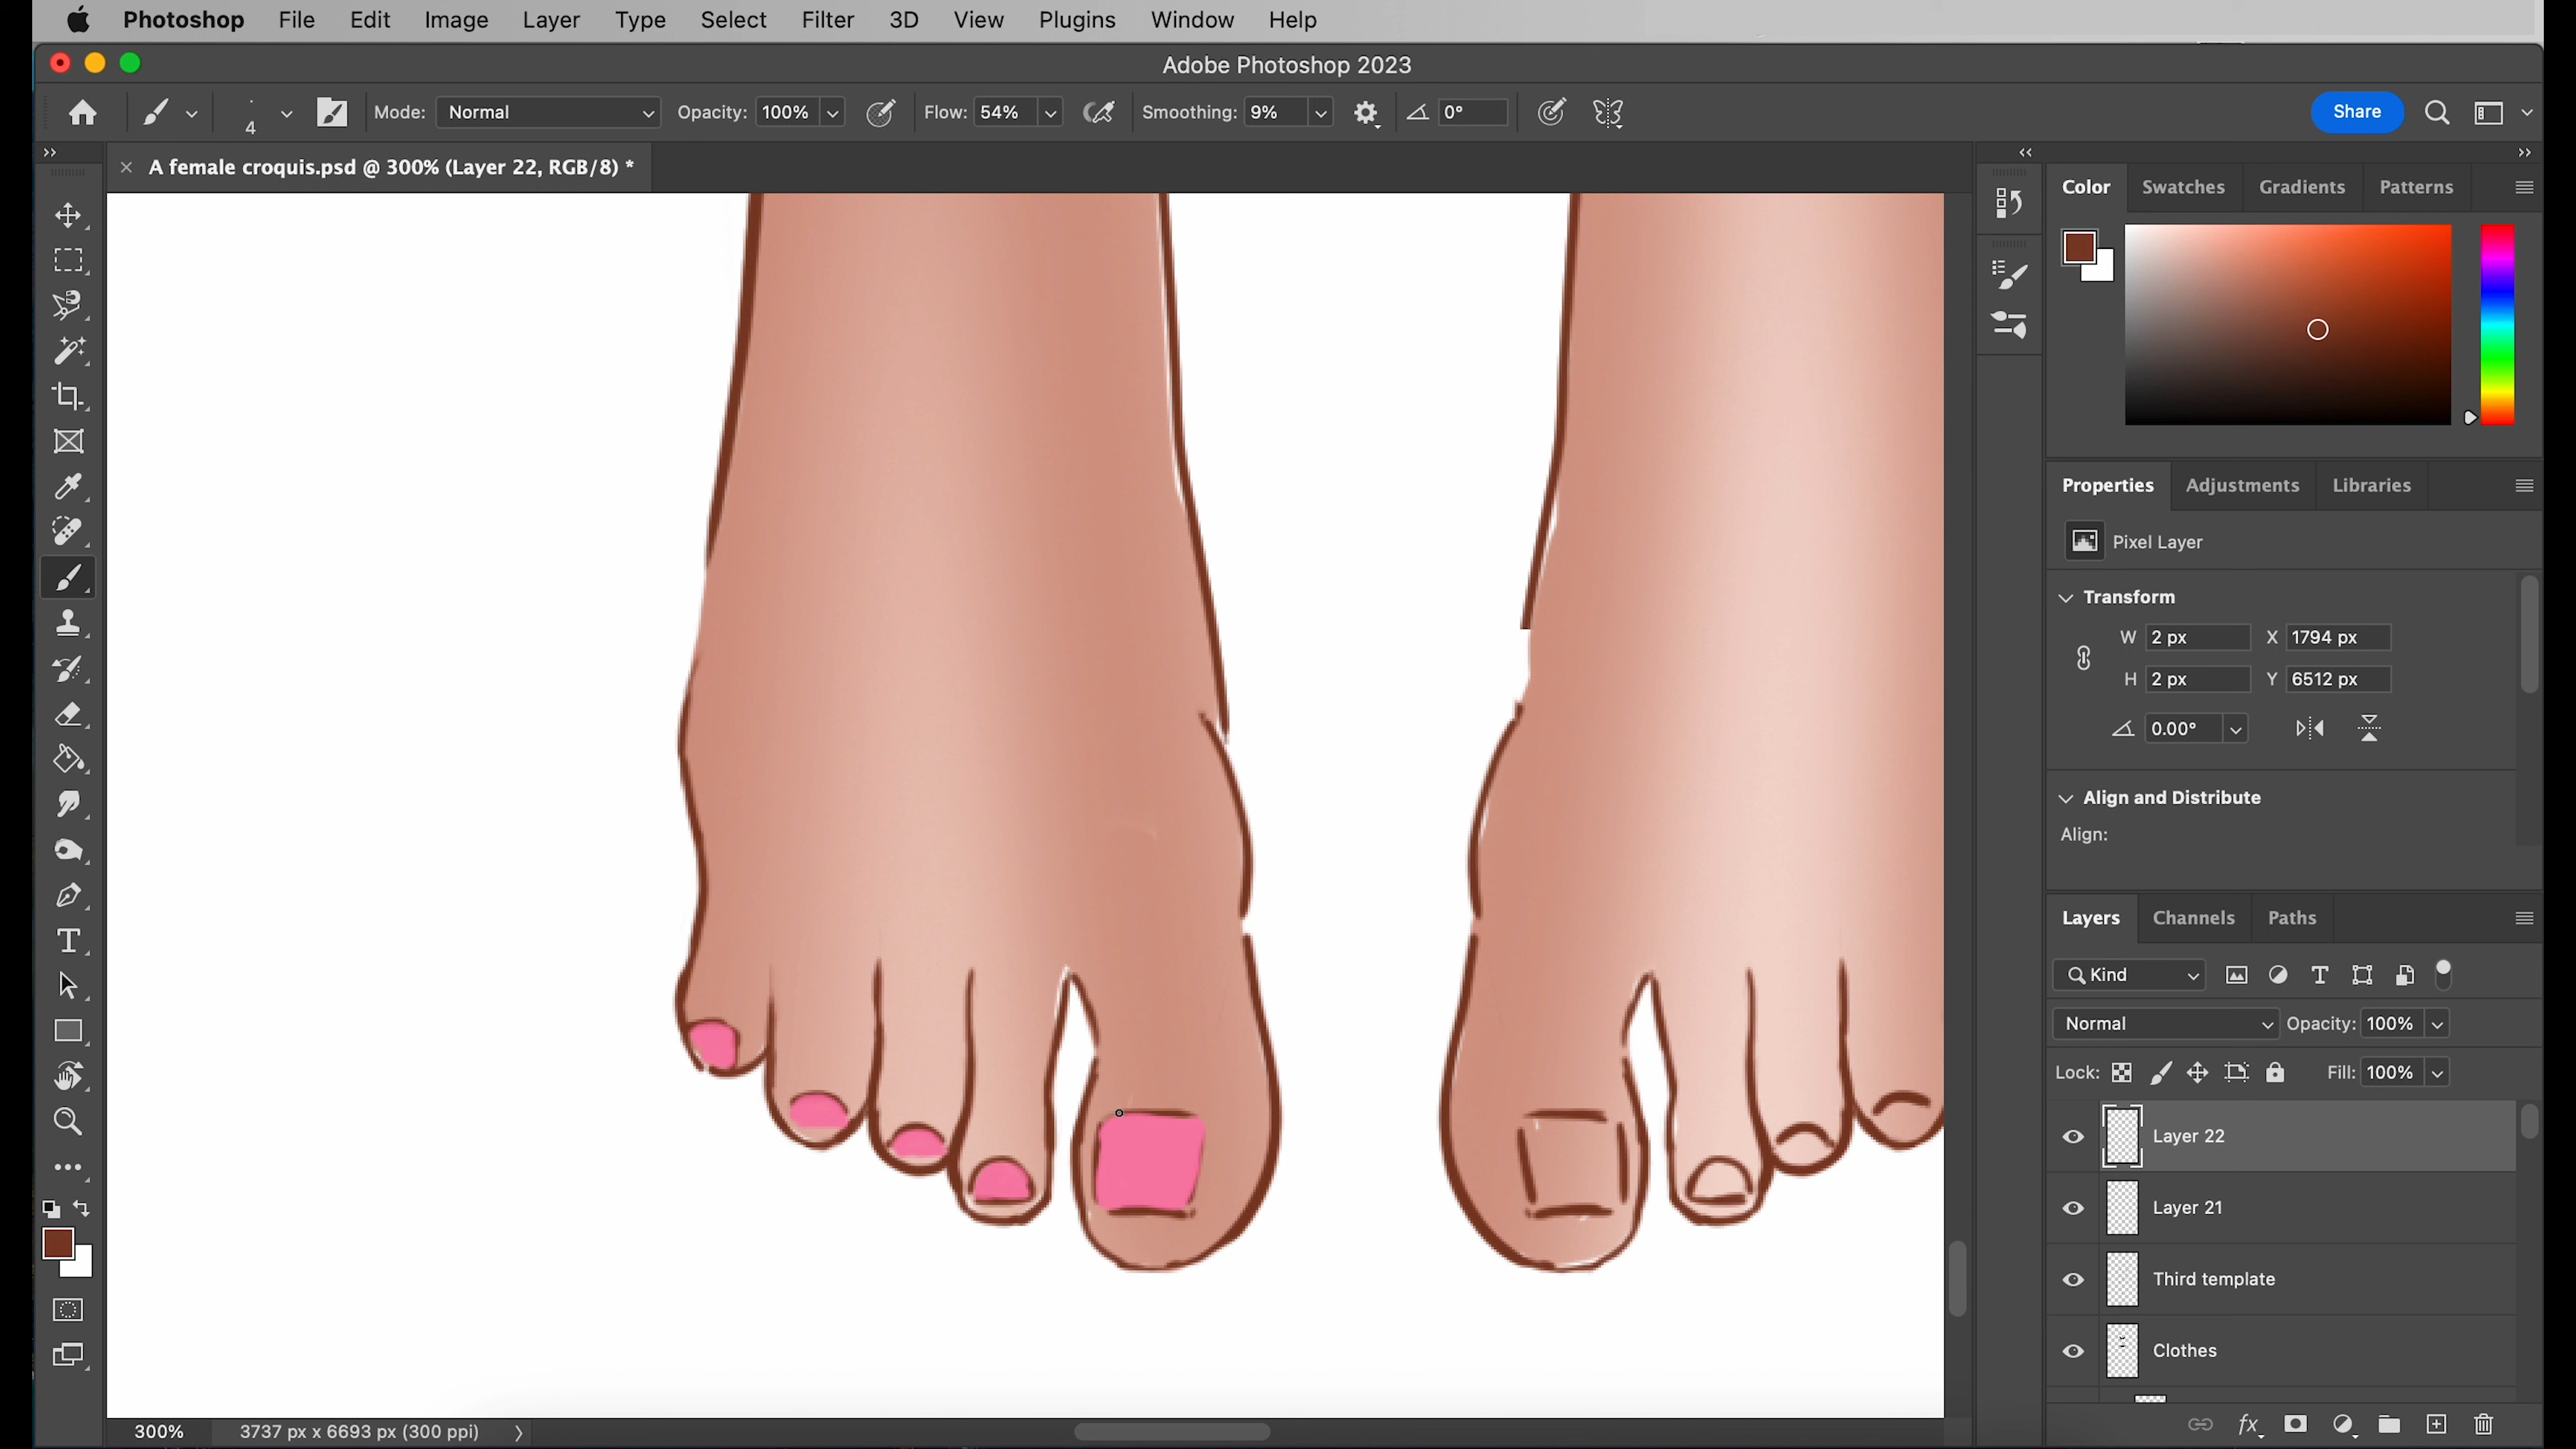 Photoshop File Edit Image Layer Type Select Filter 3D View Plugins Window Help
Adobe Photoshop 2023
4 Mode: Normal Opacity: 100% Flow: 54% Smoothing: 9% 0° Share
A female croquis.psd @ 300% (Layer 22, RGB/8) *
Color Swatches Gradients Patterns
Properties Adjustments Libraries
Pixel Layer
Transform
W 2 px X 1794 px
H 2 px Y 6512 px
0.00°
Align and Distribute
Align:
Layers Channels Paths
Kind
Normal Opacity: 100%
Lock: Fill: 100%
Layer 22
Layer 21
Third template
Clothes
fx
300% 3737 px x 6693 px (300 ppi)